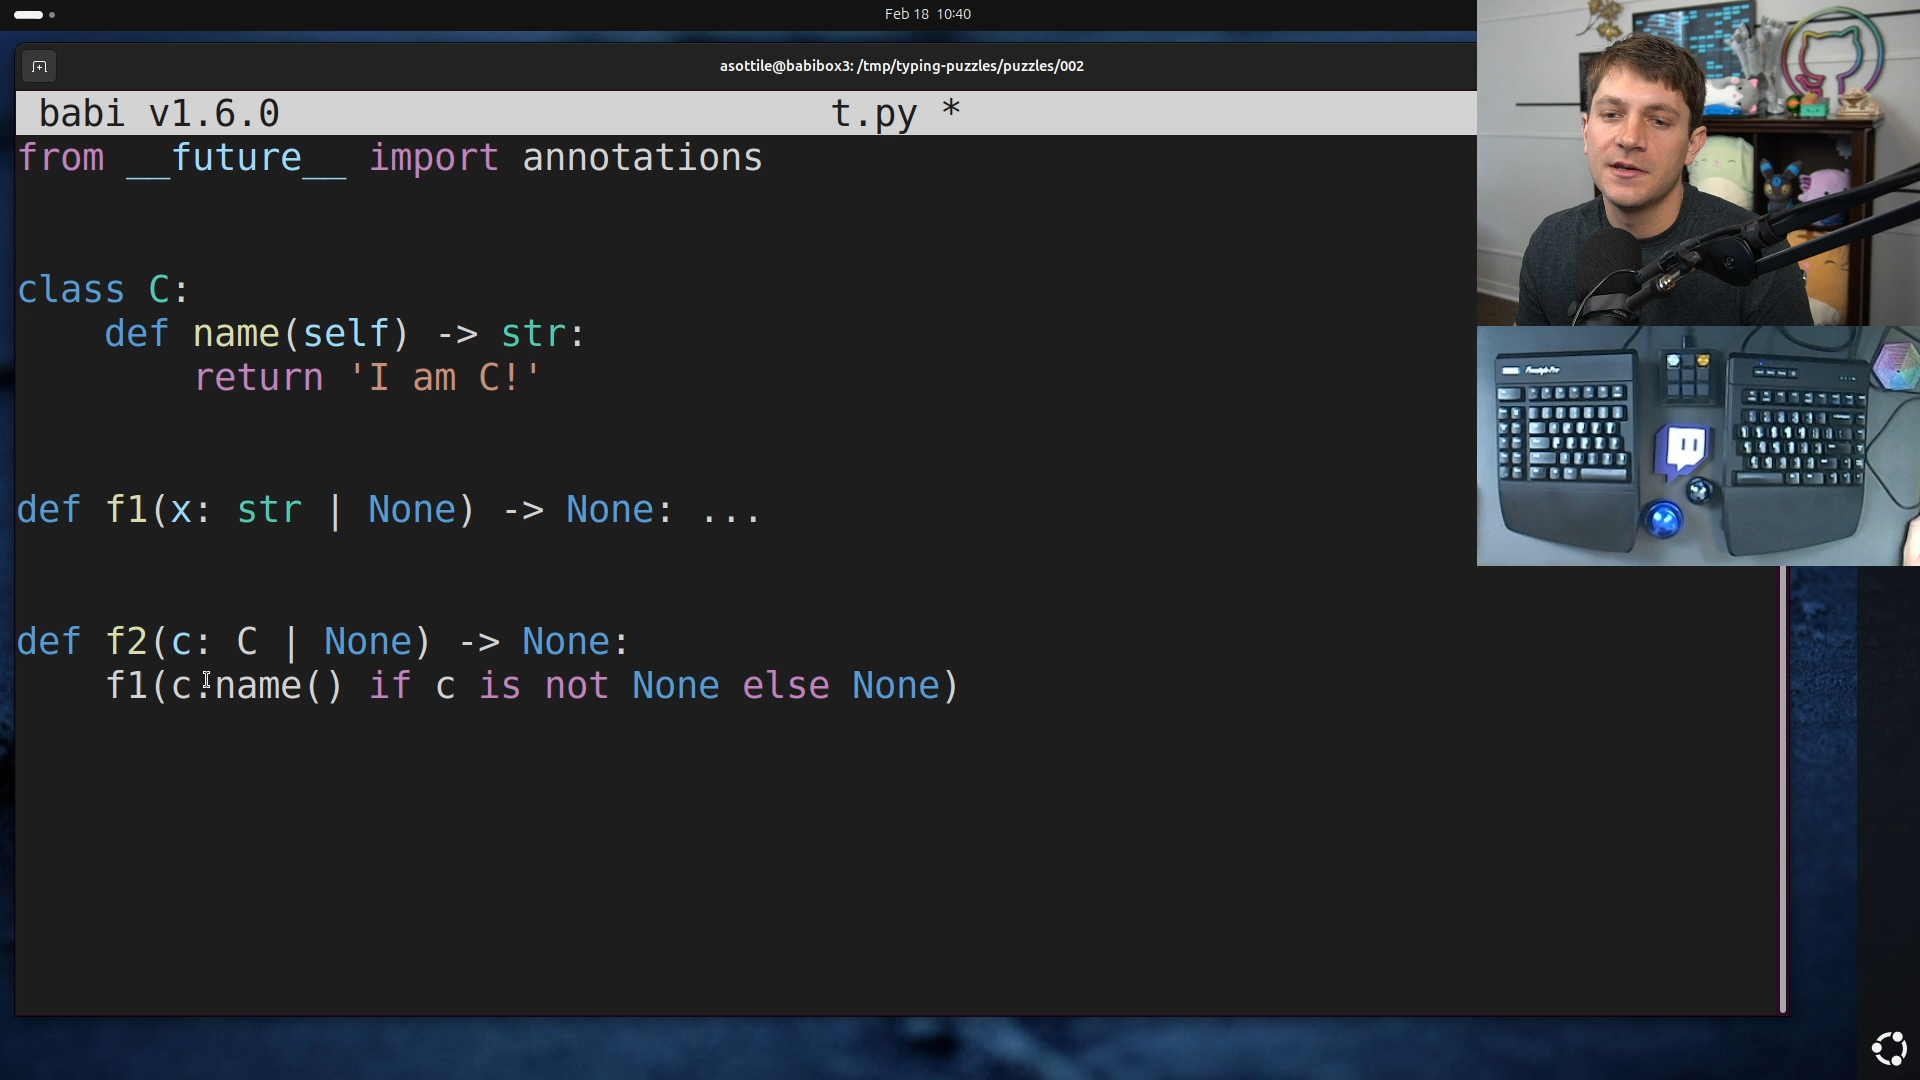 Feb 18 10:40
asottile@babibox3: /tmp/typing-puzzles/puzzles/002
babi v1.6.0 t.py *
from __future__ import annotations
class C:
    def name(self) -> str:
        return 'I am C!'
def f1(x: str | None) -> None: ...
def f2(c: C | None) -> None:
    f1(c.name() if c is not None else None)
Freestyle Pro